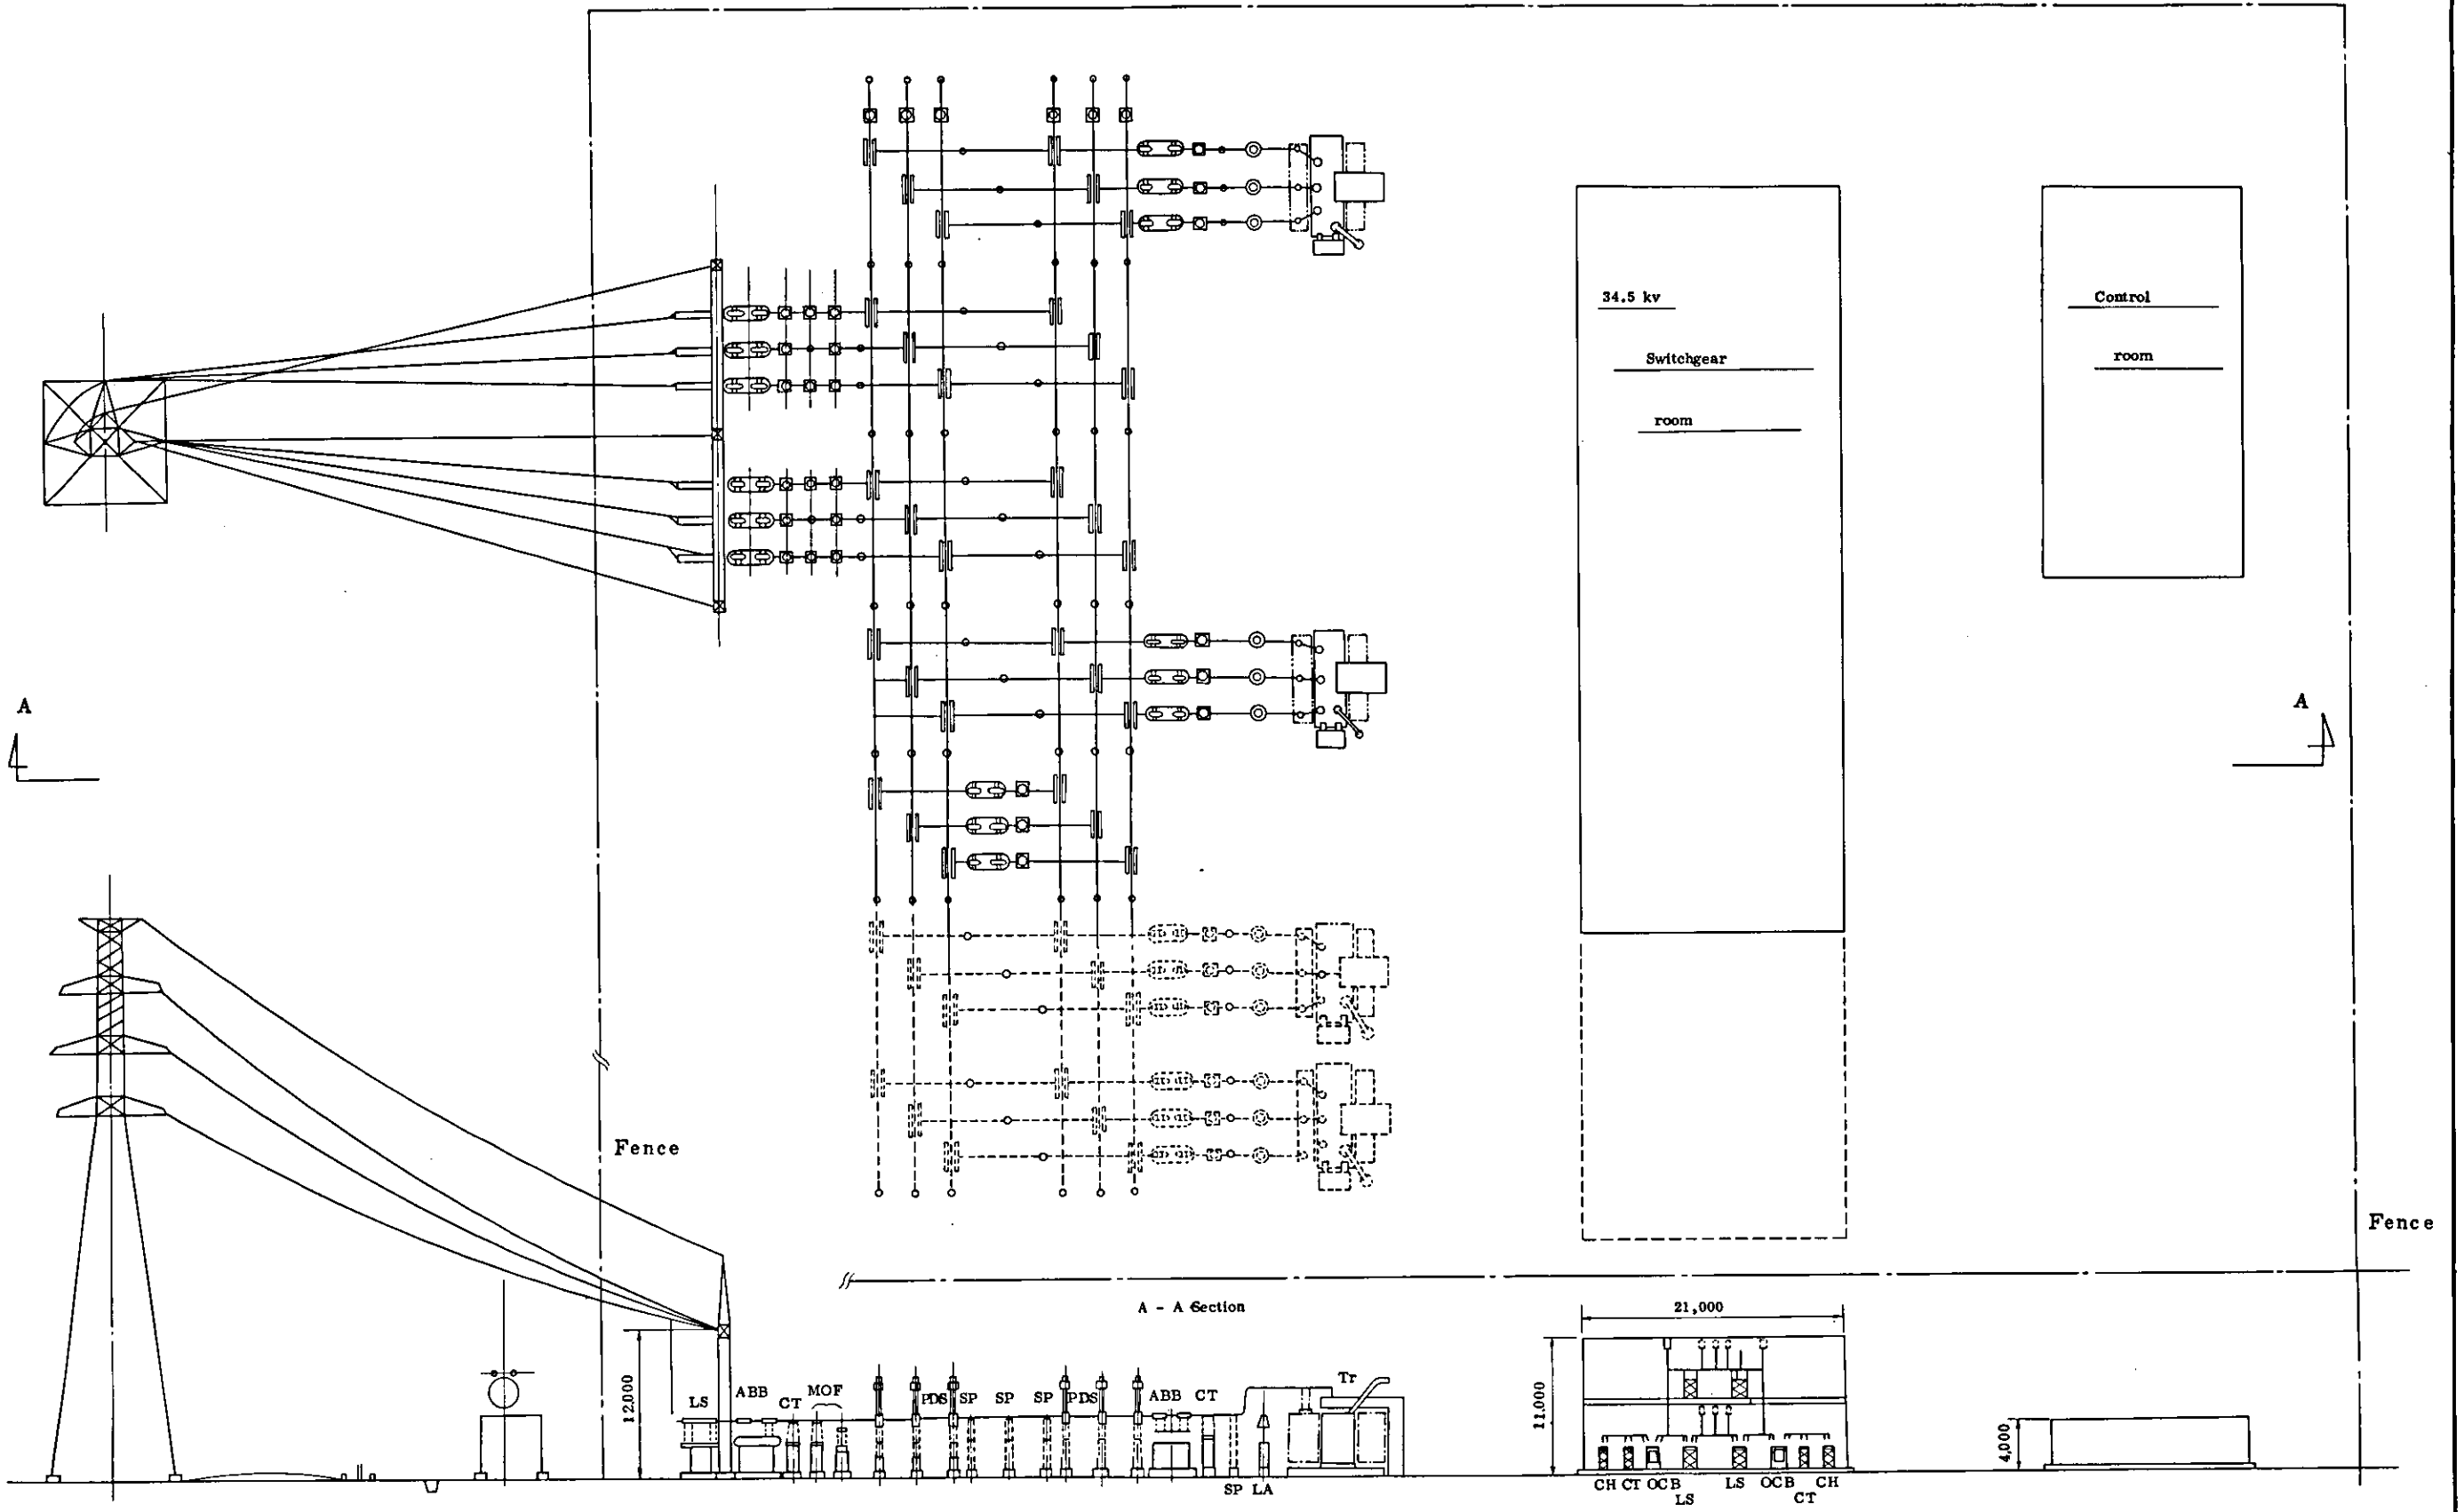 34.5 kv
Switchgear
room
Control
room
A
A
Fence
Fence
A - A Section
21,000
12,000
LS
ABB
CT
MOF
PDS
SP
SP
SP
PDS
ABB
CT
Tr
SP
LA
11,000
4,000
CH
CT
OCB
LS
LS
OCB
CT
CH